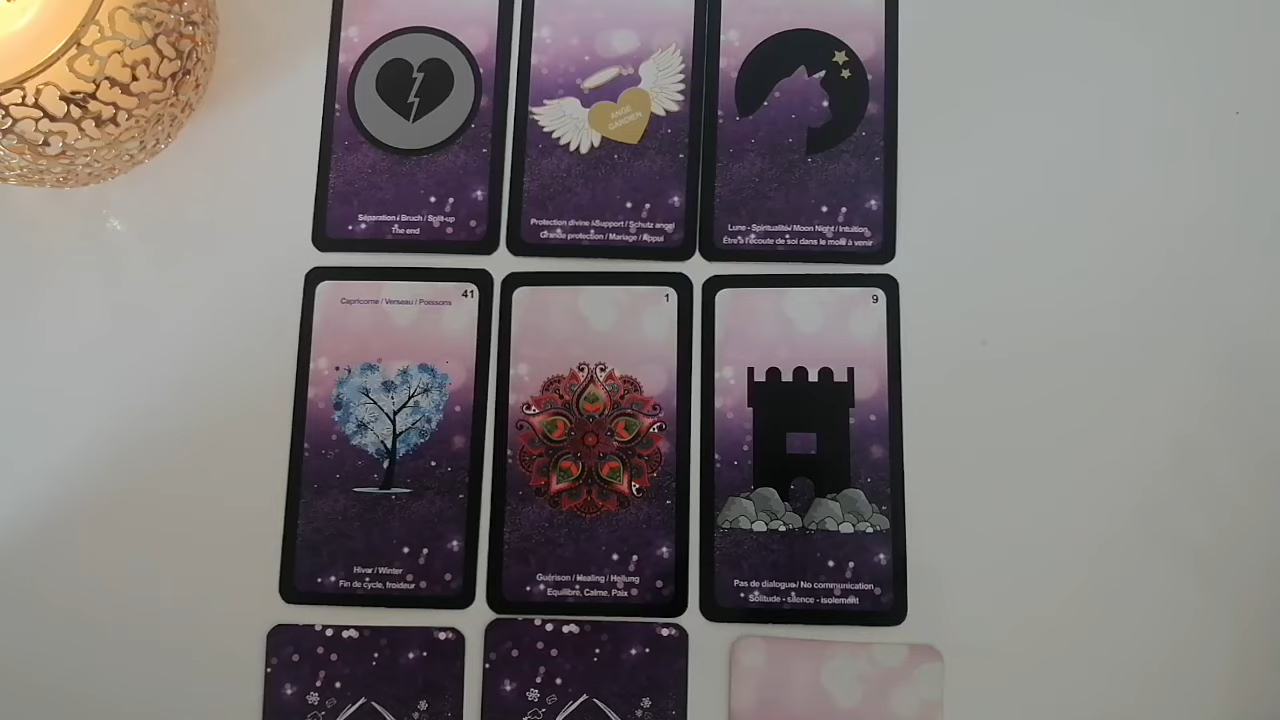 ANGE
GARDIEN
Séparation / Bruch / Split-up
The end
Protection divine / Support / Schutz angel
Grande protection / Mariage / Appui
Lune - Spiritualité / Moon Night / Intuition
Être à l'écoute de soi dans le mois à venir
41
Capricorne / Verseau / Poissons
Hiver / Winter
Fin de cycle, froideur
1
Guérison / Healing / Heilung
Equilibre, Calme, Paix
9
Pas de dialogue / No communication
Solitude - silence - isolement